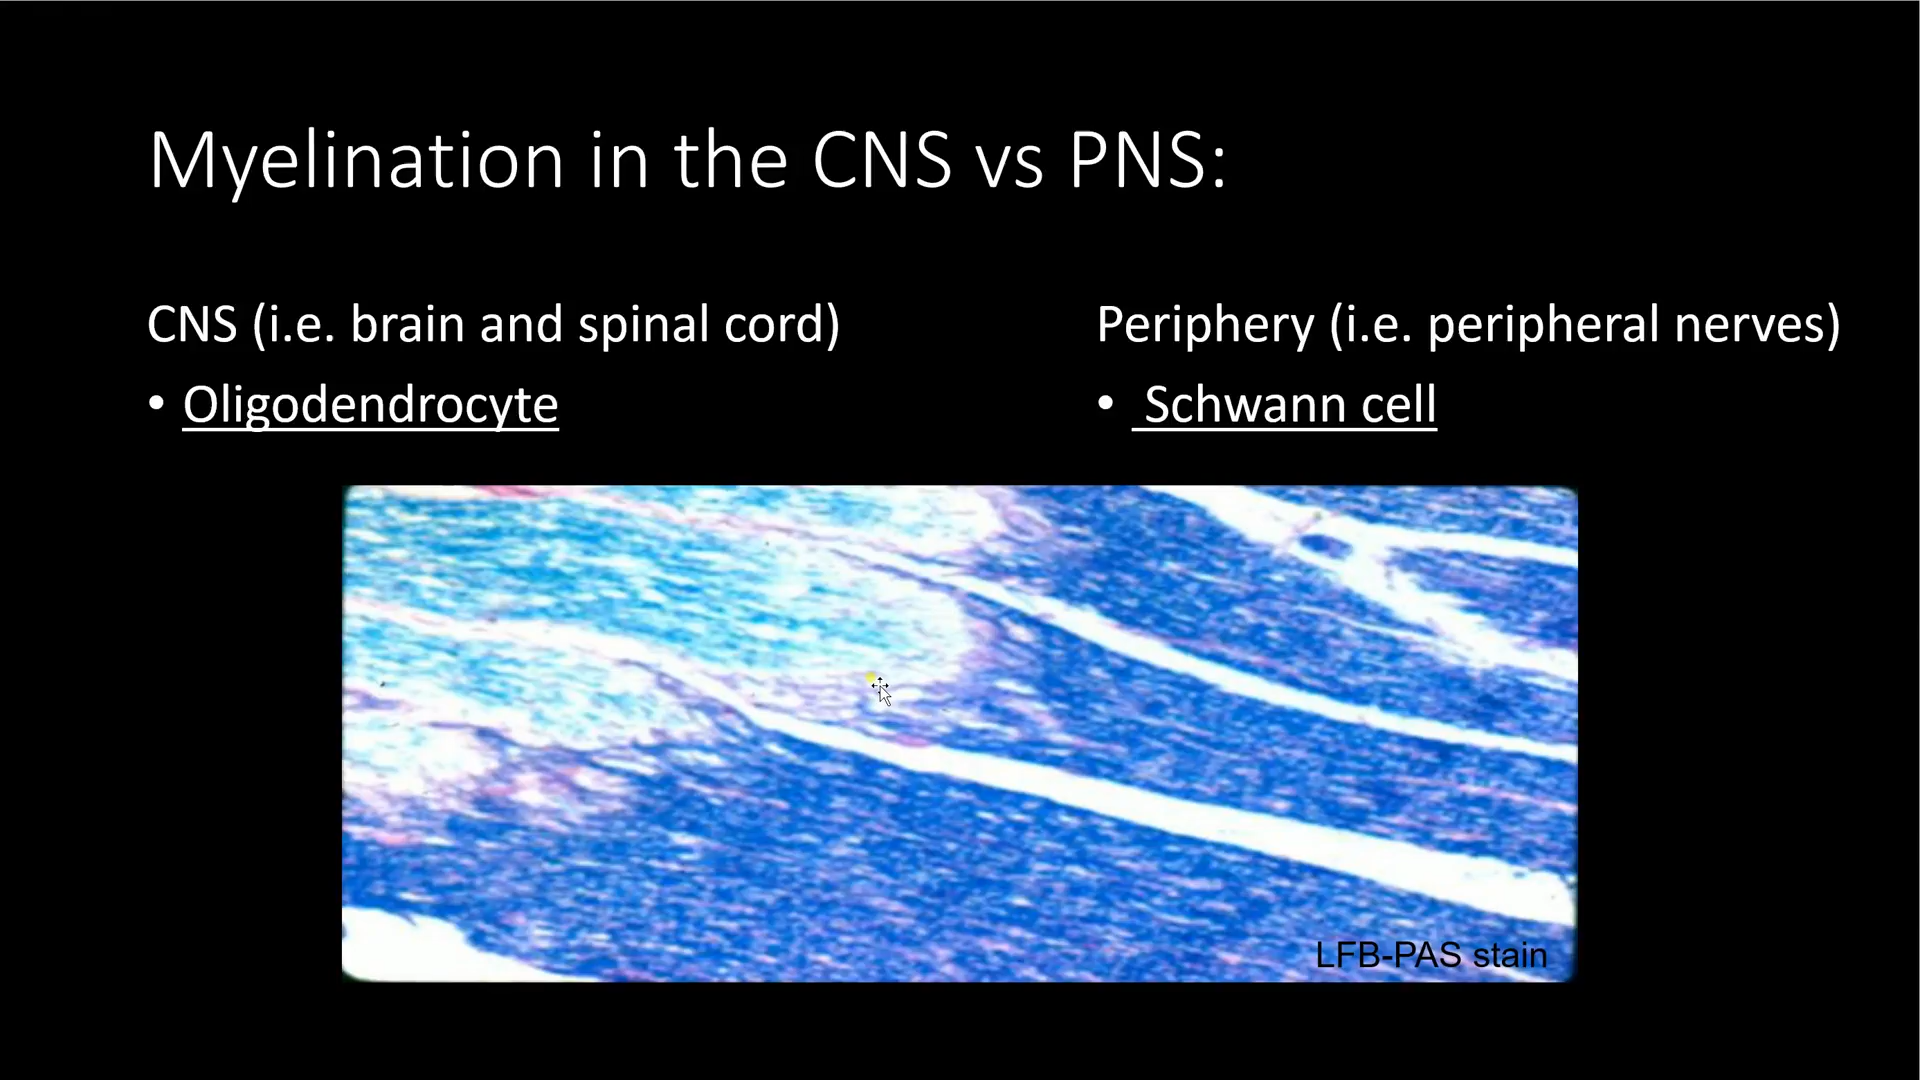 Myelination in the CNS vs PNS:
CNS (i.e. brain and spinal cord)
• Oligodendrocyte
Periphery (i.e. peripheral nerves)
• Schwann cell
LFB-PAS stain